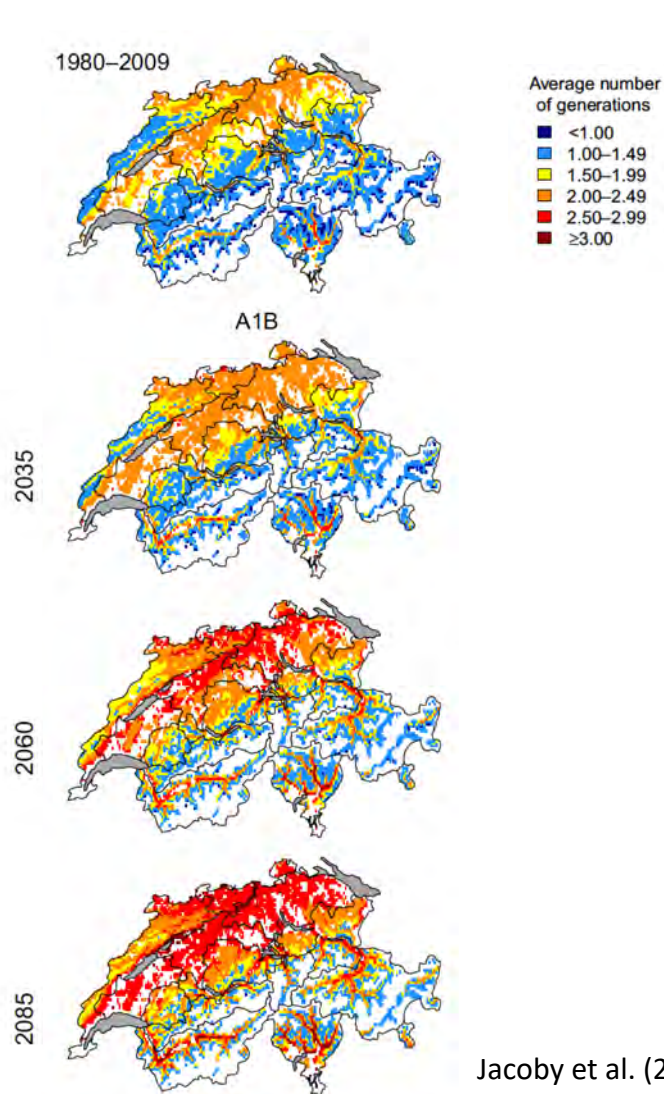 1980–2009
Average number
of generations
<1.00
1.00–1.49
1.50–1.99
2.00–2.49
2.50–2.99
≥3.00
A1B
2035
2060
2085
Jacoby et al. (2